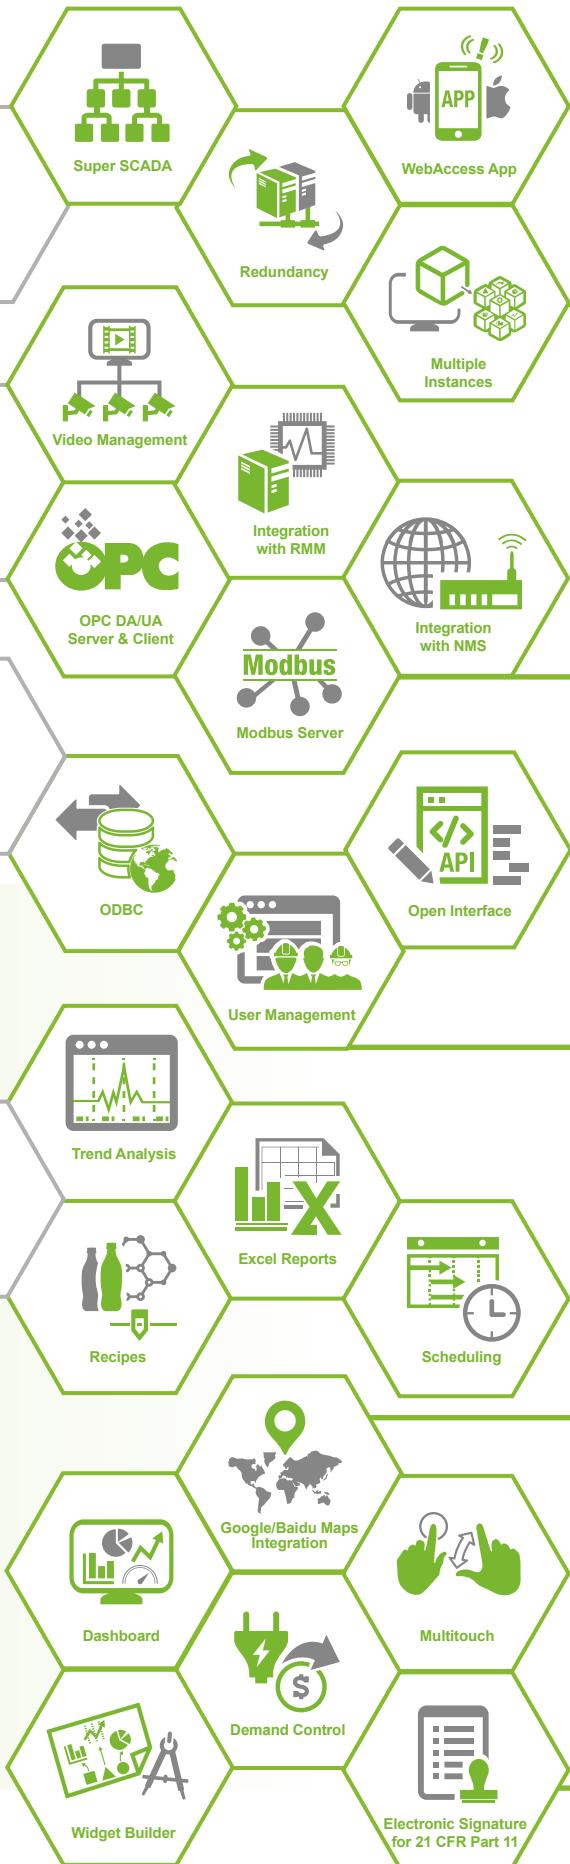 Super SCADA
APP
WebAccess App
Redundancy
Multiple
Instances
Video Management
Integration
with RMM
OPC
OPC DA/UA
Server & Client
Integration
with NMS
Modbus
Modbus Server
ODBC
</>
API
Open Interface
User Management
Trend Analysis
X
Excel Reports
Recipes
Scheduling
Google/Baidu Maps
Integration
Dashboard
Multitouch
$
Demand Control
Widget Builder
Electronic Signature
for 21 CFR Part 11